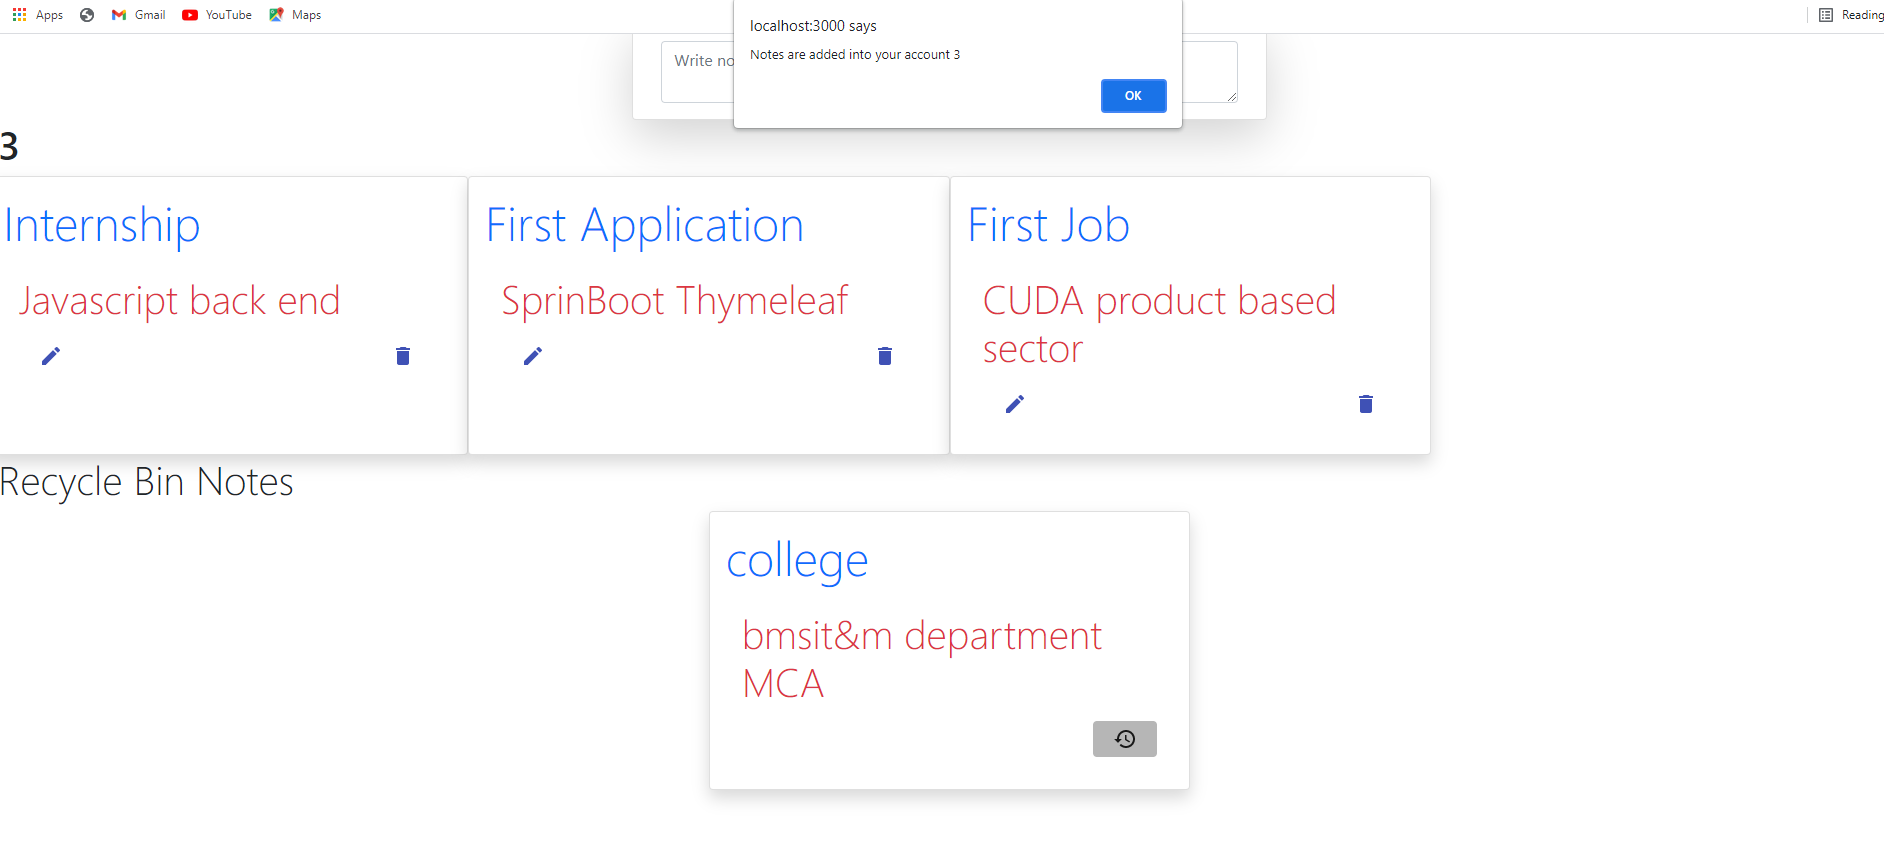 Apps Gmail YouTube Maps Reading
localhost:3000 says
Notes are added into your account 3
OK
Write no
3
Internship First Application First Job
Javascript back end SprinBoot Thymeleaf CUDA product based
sector
Recycle Bin Notes
college
bmsit&m department
MCA